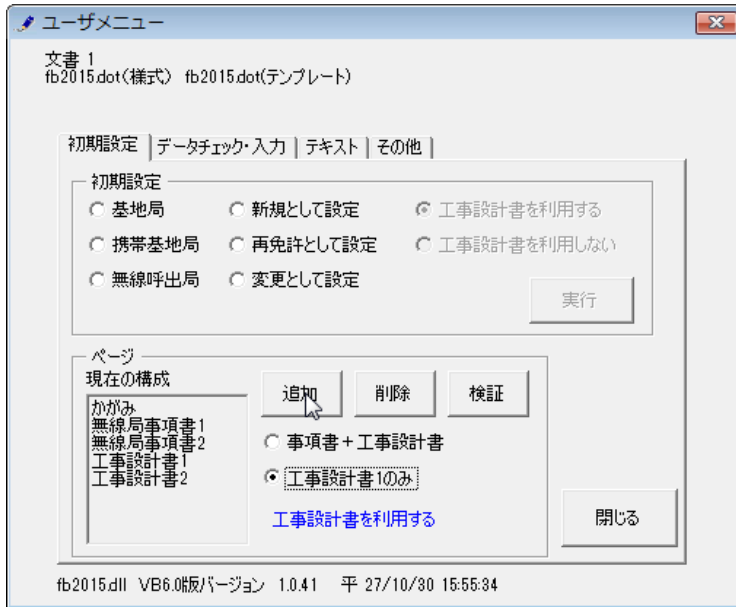 ユーザメニュー
文書 1
fb2015.dot(様式) fb2015.dot(テンプレート)
初期設定 データチェック・入力 テキスト その他
初期設定
基地局 新規として設定 工事設計書を利用する
携帯基地局 再免許として設定 工事設計書を利用しない
無線呼出局 変更として設定
実行
ページ
現在の構成
追加 削除 検証
かがみ
無線局事項書1
無線局事項書2
工事設計書1
工事設計書2
事項書+工事設計書
工事設計書1のみ
工事設計書を利用する
閉じる
fb2015.dll VB6.0版バージョン 1.0.41 平 27/10/30 15:55:34